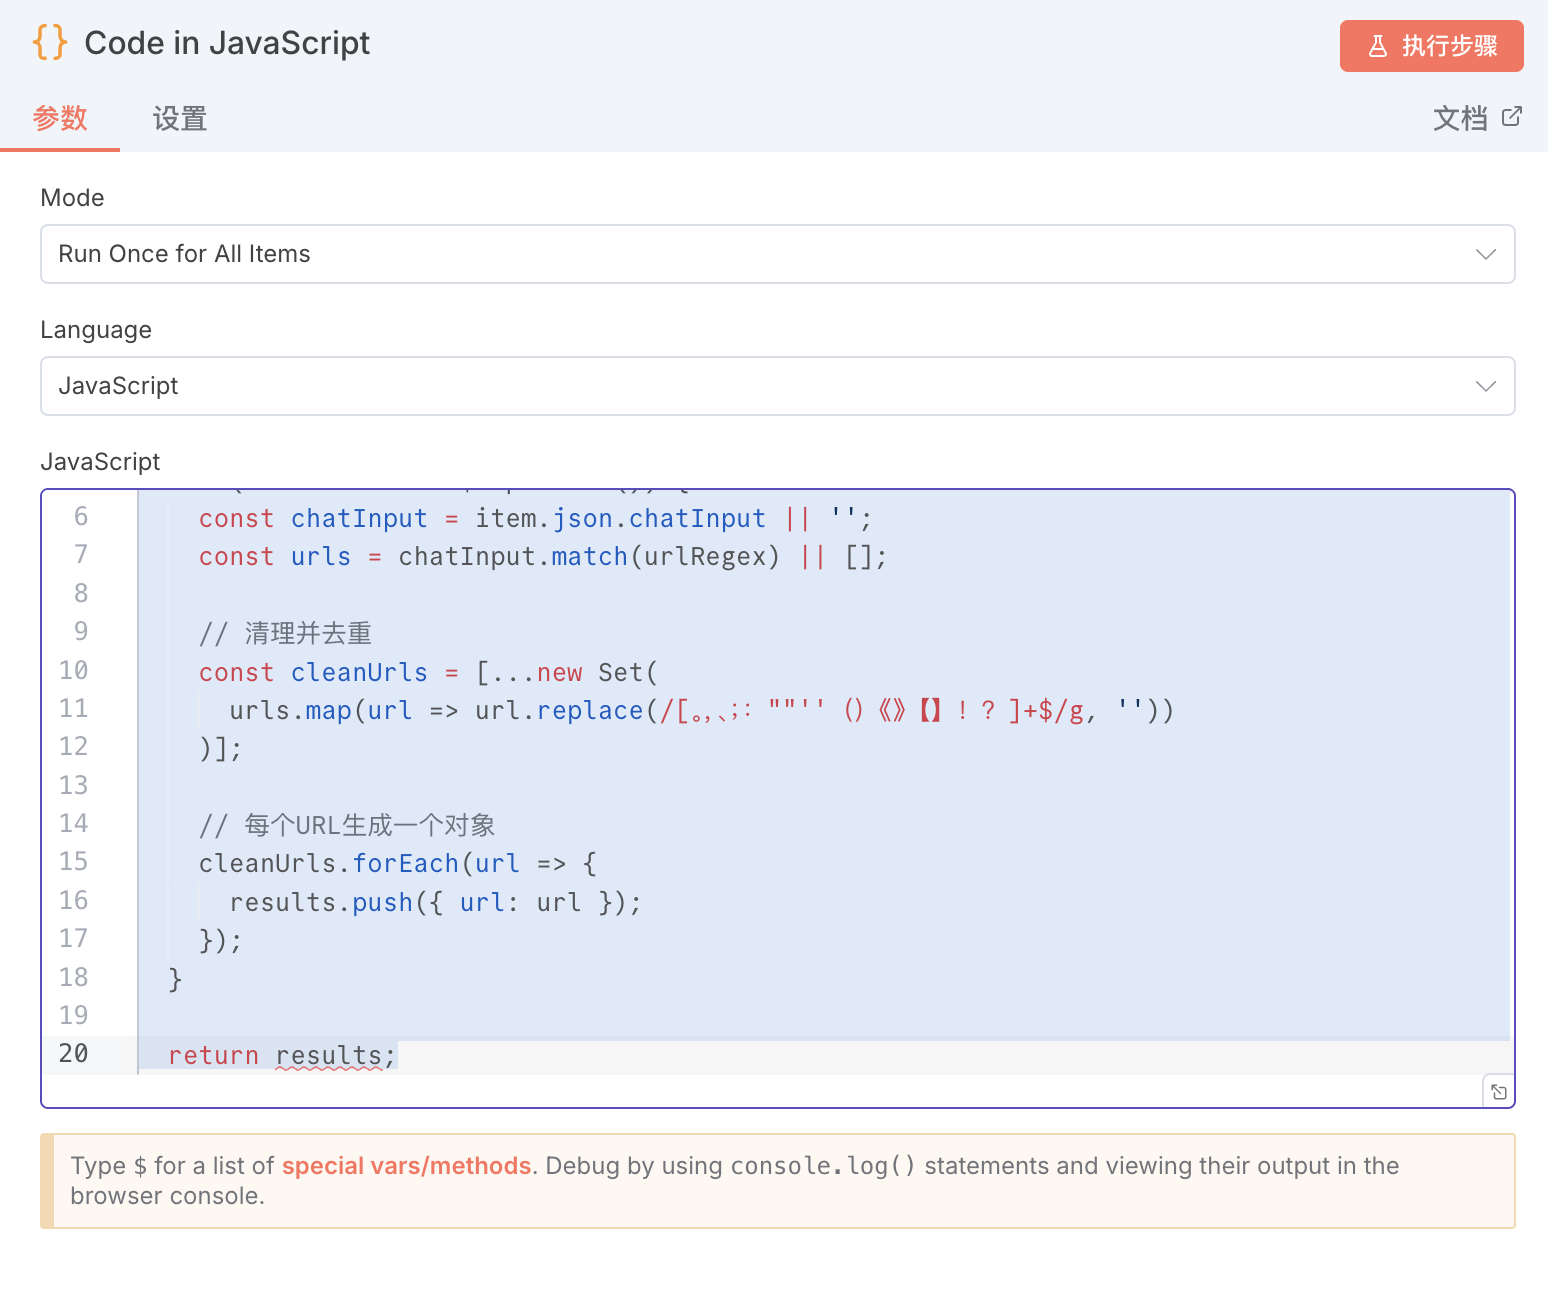 {} Code in JavaScript
执行步骤
参数 设置 文档
Mode
Run Once for All Items
Language
JavaScript
JavaScript
6 const chatInput = item.json.chatInput || '';
7 const urls = chatInput.match(urlRegex) || [];
8
9 // 清理并去重
10 const cleanUrls = [...new Set(
11 urls.map(url => url.replace(/[。，、；：""''（）《》【】！？]+$/g, ''))
12 )];
13
14 // 每个URL生成一个对象
15 cleanUrls.forEach(url => {
16 results.push({ url: url });
17 });
18 }
19
20 return results;
Type $ for a list of special vars/methods. Debug by using console.log() statements and viewing their output in the
browser console.